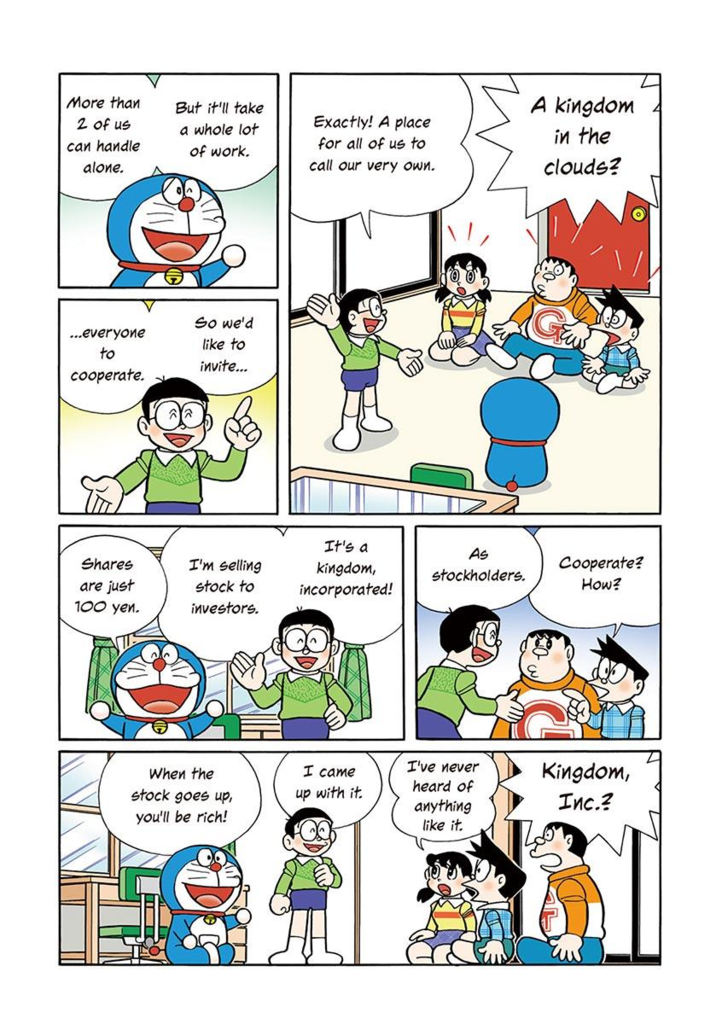 A kingdom
in the
clouds?
Exactly! A place
for all of us to
call our very own.
G
But it'll take
a whole lot
of work.
More than
2 of us
can handle
alone.
So we'd
like to
invite...
...everyone
to
cooperate.
Cooperate?
How?
As
stockholders.
G
It's a
kingdom,
incorporated!
I'm selling
stock to
investors.
Shares
are just
100 yen.
Kingdom,
Inc.?
I've never
heard of
anything
like it.
I came
up with it.
When the
stock goes up,
you'll be rich!
G